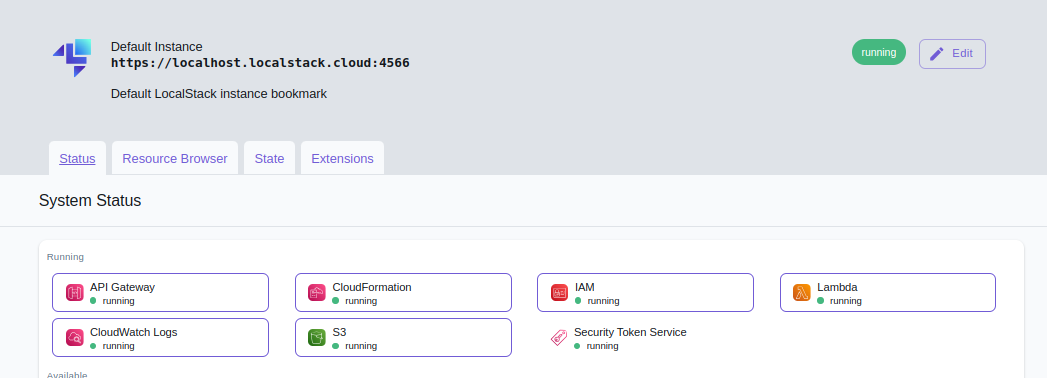 Default Instance
https://localhost.localstack.cloud:4566
running
Edit
Default LocalStack instance bookmark
Status
Resource Browser
State
Extensions
System Status
Running
API Gateway
running
CloudFormation
running
IAM
running
Lambda
running
CloudWatch Logs
running
S3
running
Security Token Service
running
Available